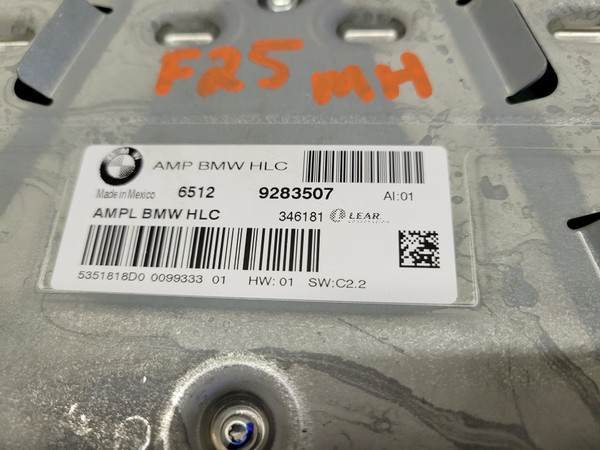 F25 MH
AMP BMW HLC
Made in Mexico 6512 9283507 AI:01
AMPL BMW HLC 346181 LEAR
5351818D0 0099333 01 HW: 01 SW:C2.2